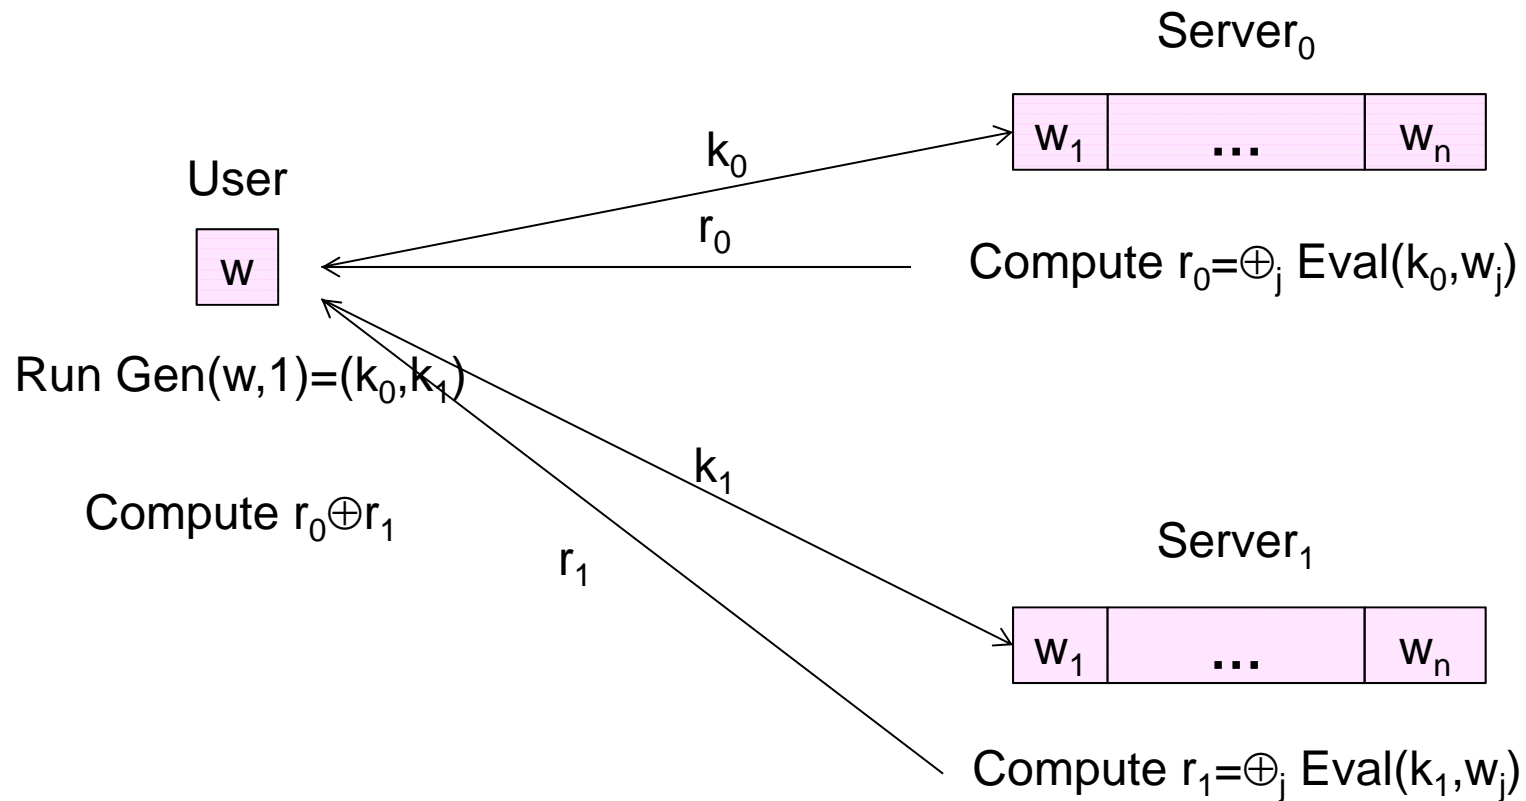 Server₀
w₁ ... wₙ
k₀
User
r₀
w
Compute r₀=⊕ⱼ Eval(k₀,wⱼ)
Run Gen(w,1)=(k₀,k₁)
k₁
Compute r₀⊕r₁
Server₁
r₁
w₁ ... wₙ
Compute r₁=⊕ⱼ Eval(k₁,wⱼ)